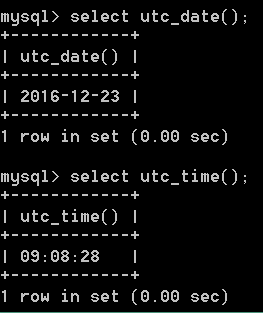 mysql> select utc_date();
+------------+
| utc_date() |
+------------+
| 2016-12-23 |
+------------+
1 row in set (0.00 sec)
mysql> select utc_time();
+------------+
| utc_time() |
+------------+
| 09:08:28   |
+------------+
1 row in set (0.00 sec)